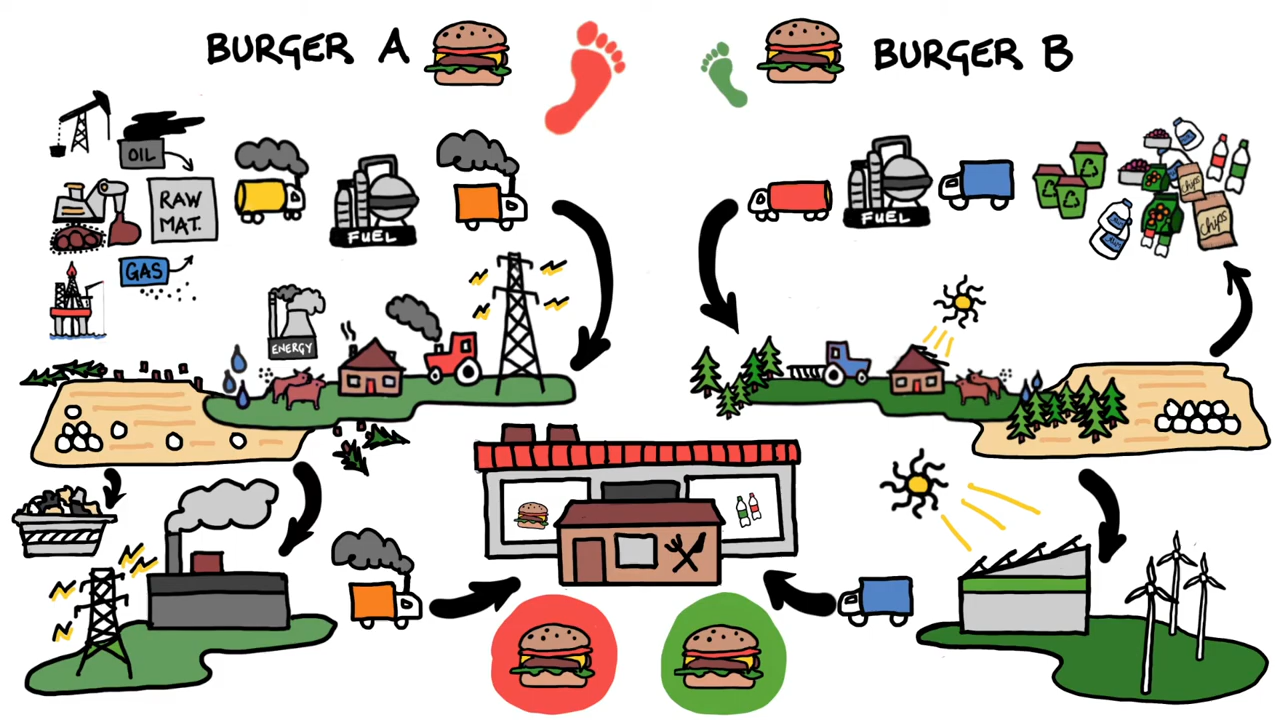 BURGER A
BURGER B
OIL
RAW
MAT.
GAS
FUEL
ENERGY
FUEL
chips
chips